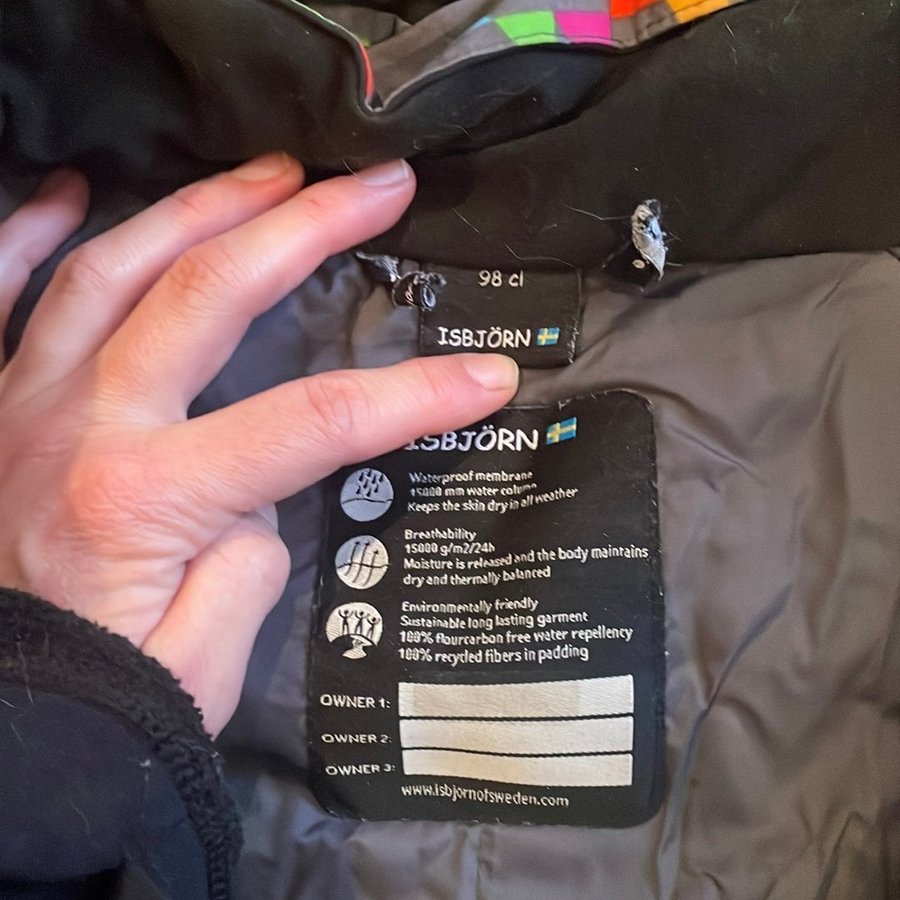 98 cl
ISBJÖRN
ISBJÖRN
Waterproof membrane
15000 mm water column
Keeps the skin dry in all weather
Breathability
15000 g/m2/24h
Moisture is released and the body maintains
dry and thermally balanced
Environmentally friendly
Sustainable long lasting garment
100% flourcarbon free water repellency
100% recycled fibers in padding
OWNER 1:
OWNER 2:
OWNER 3:
www.isbjornofsweden.com